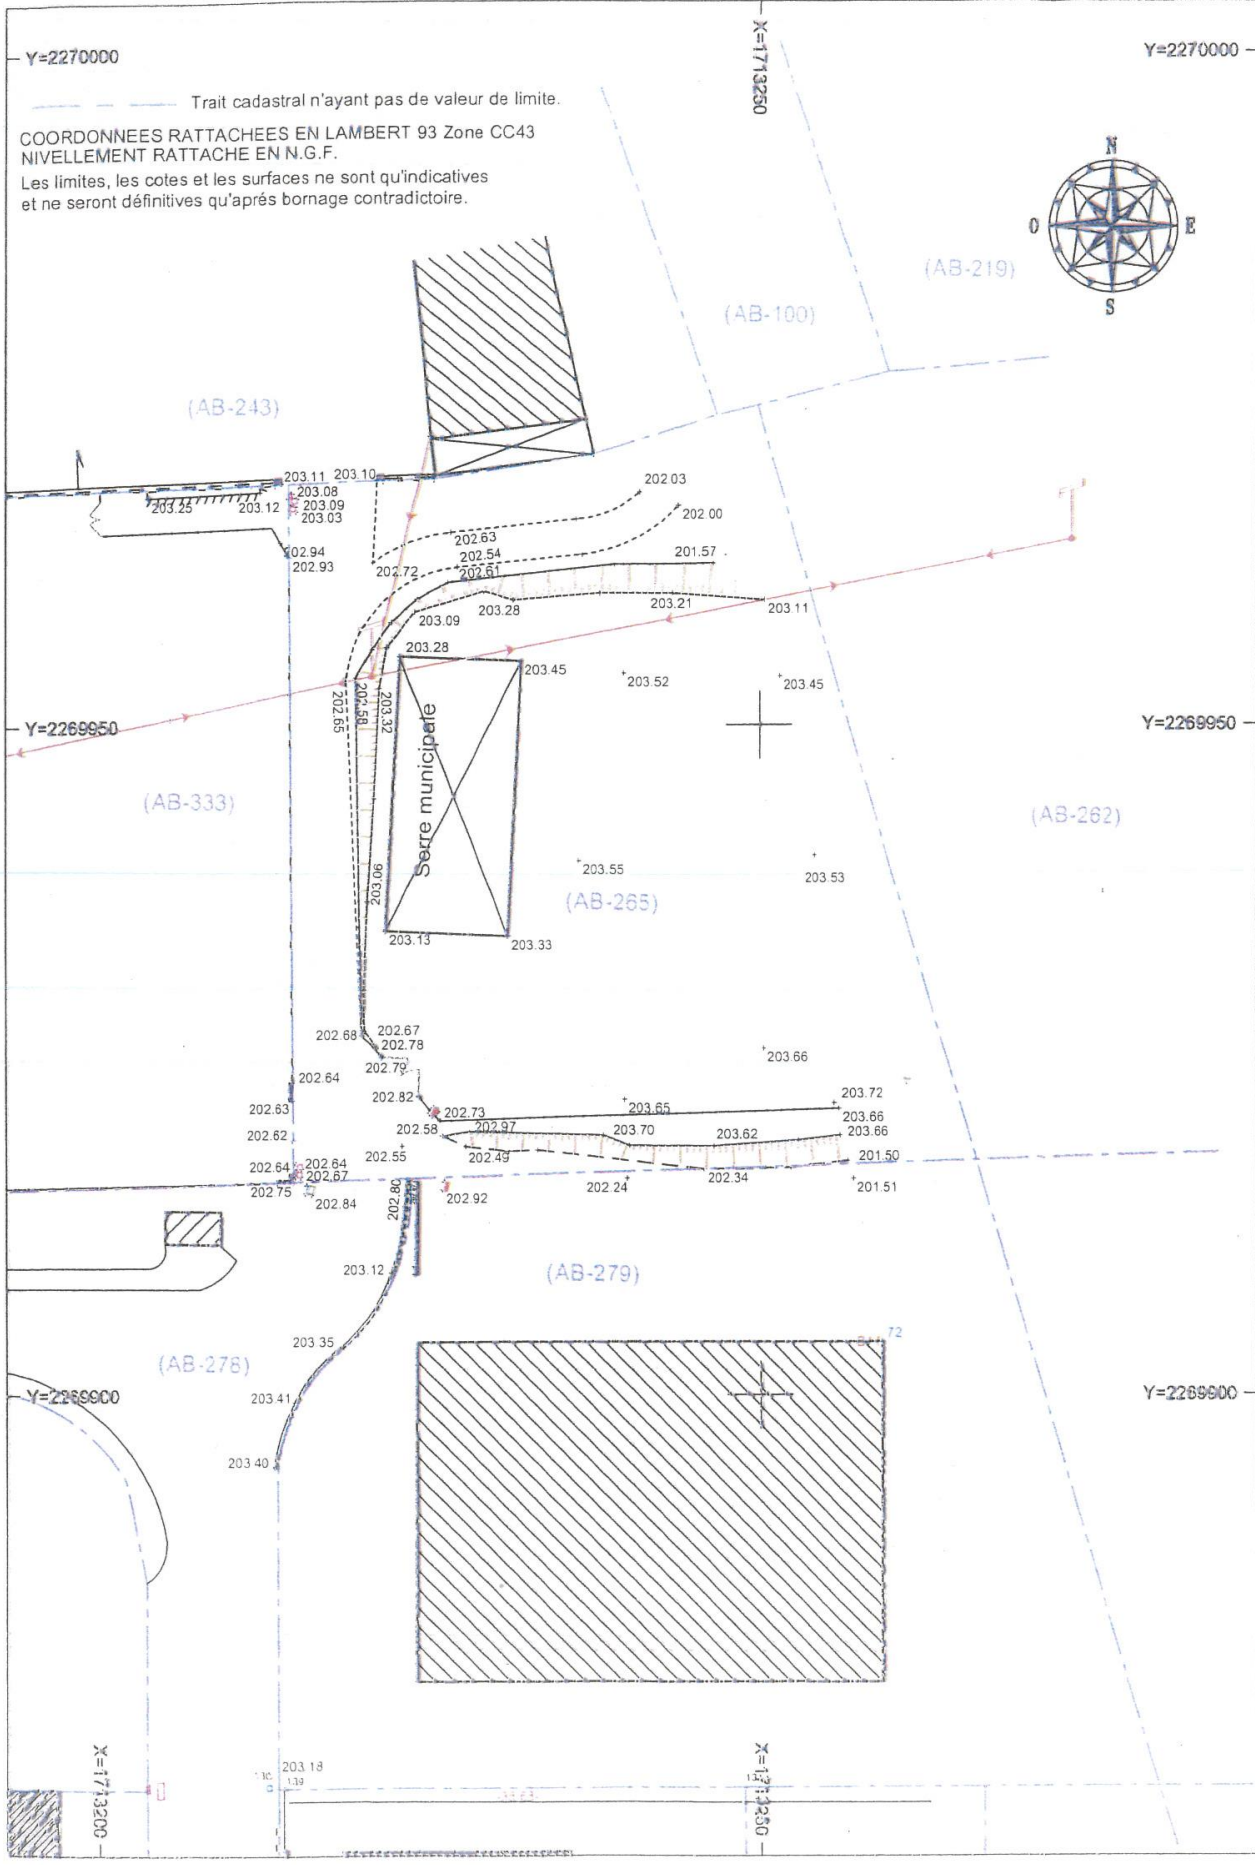 Y=2270000
X=1713250
Y=2270000
Trait cadastral n'ayant pas de valeur de limite.
COORDONNEES RATTACHEES EN LAMBERT 93 Zone CC43
NIVELLEMENT RATTACHE EN N.G.F.
Les limites, les cotes et les surfaces ne sont qu'indicatives
et ne seront définitives qu'aprés bornage contradictoire.
N
O
E
S
(AB-219)
(AB-100)
(AB-243)
203.11
203.10
203.08
203.25
203.12
203.09
203.03
202.03
202.00
202.94
202.93
202.63
202.54
201.57
202.72
202.61
203.09
203.28
203.21
203.11
203.28
203.45
203.52
203.45
202.65
202.58
203.32
Y=2269950
Y=2269950
Serre municipale
(AB-333)
(AB-262)
203.06
203.55
203.53
(AB-265)
203.13
203.33
202.68
202.67
202.78
202.79
203.66
202.64
202.63
202.82
202.73
203.65
203.72
203.66
202.62
202.58
202.97
203.70
203.62
203.66
202.55
202.49
201.50
202.64
202.64
202.67
202.34
202.75
202.84
202.80
202.92
202.24
201.51
203.12
(AB-279)
203.35
72
(AB-278)
203.41
Y=2269900
Y=2269900
203.40
X=1713200
203.18
139
X=1713250